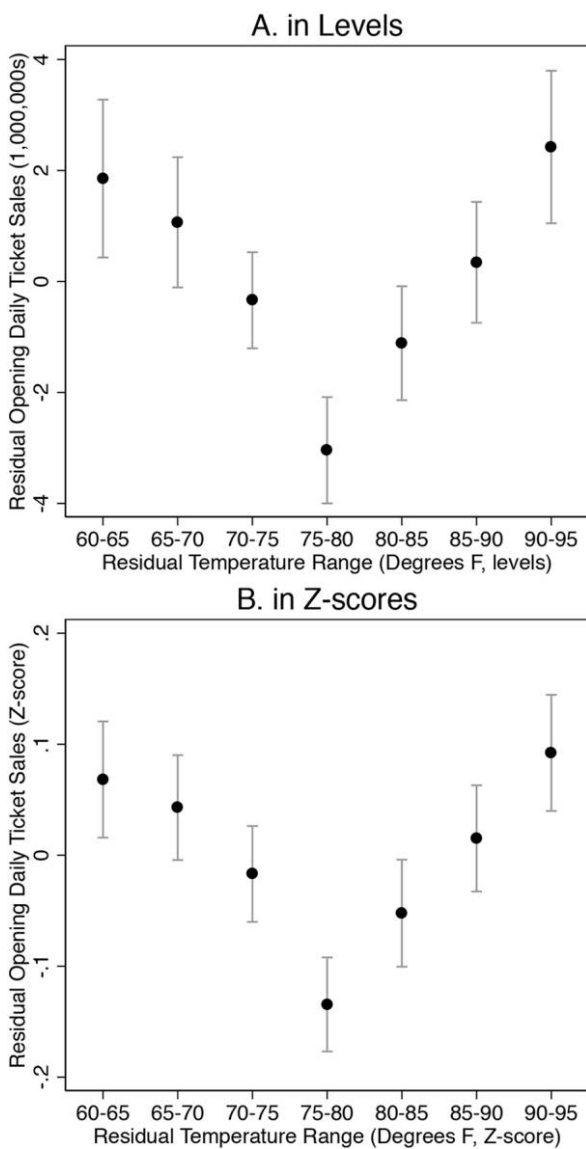 A. in Levels
Residual Opening Daily Ticket Sales (1,000,000s)
4
2
0
-2
-4
60-65 65-70 70-75 75-80 80-85 85-90 90-95
Residual Temperature Range (Degrees F, levels)
B. in Z-scores
Residual Opening Daily Ticket Sales (Z-score)
.2
.1
0
-.1
-.2
60-65 65-70 70-75 75-80 80-85 85-90 90-95
Residual Temperature Range (Degrees F, Z-score)